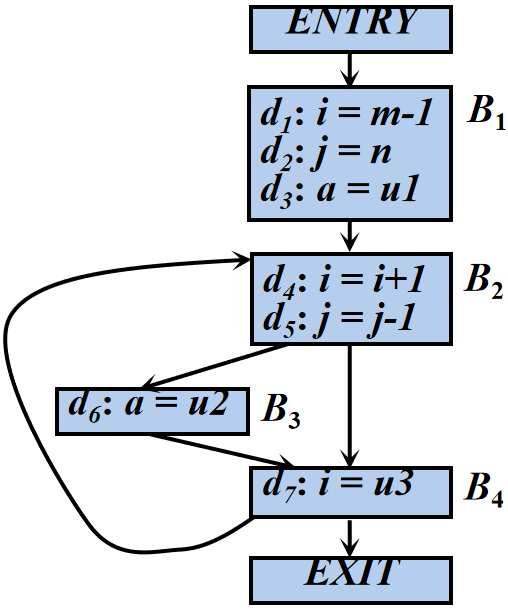 ENTRY
d₁: i = m-1
d₂: j = n
d₃: a = u1
B₁
d₄: i = i+1
d₅: j = j-1
B₂
d₆: a = u2
B₃
d₇: i = u3
B₄
EXIT